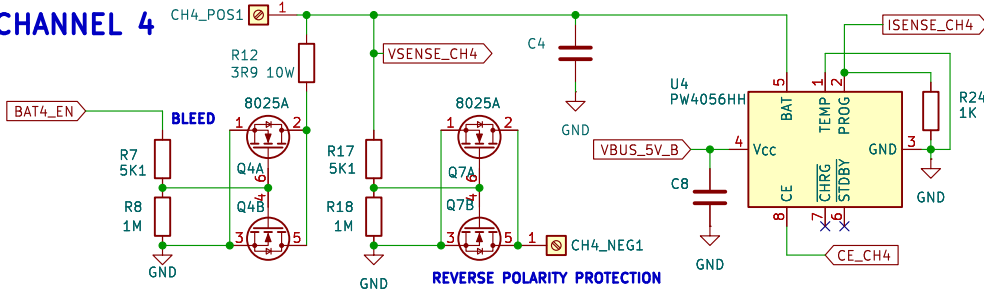 CHANNEL 4
CH4_POS1
1
R12
3R9 10W
VSENSE_CH4
C4
GND
ISENSE_CH4
U4
PW4056HH
5
1
2
BAT
TEMP
PROG
R24
1K
BAT4_EN
BLEED
8025A
1
2
Q4A
6
R7
5K1
4
Q4B
R8
1M
3
5
GND
8025A
1
2
R17
5K1
Q7A
6
4
Q7B
R18
1M
3
5
1
CH4_NEG1
GND
REVERSE POLARITY PROTECTION
VBUS_5V_B
4
Vcc
GND
3
GND
C8
GND
CE
CHRG
STDBY
8
7
6
CE_CH4